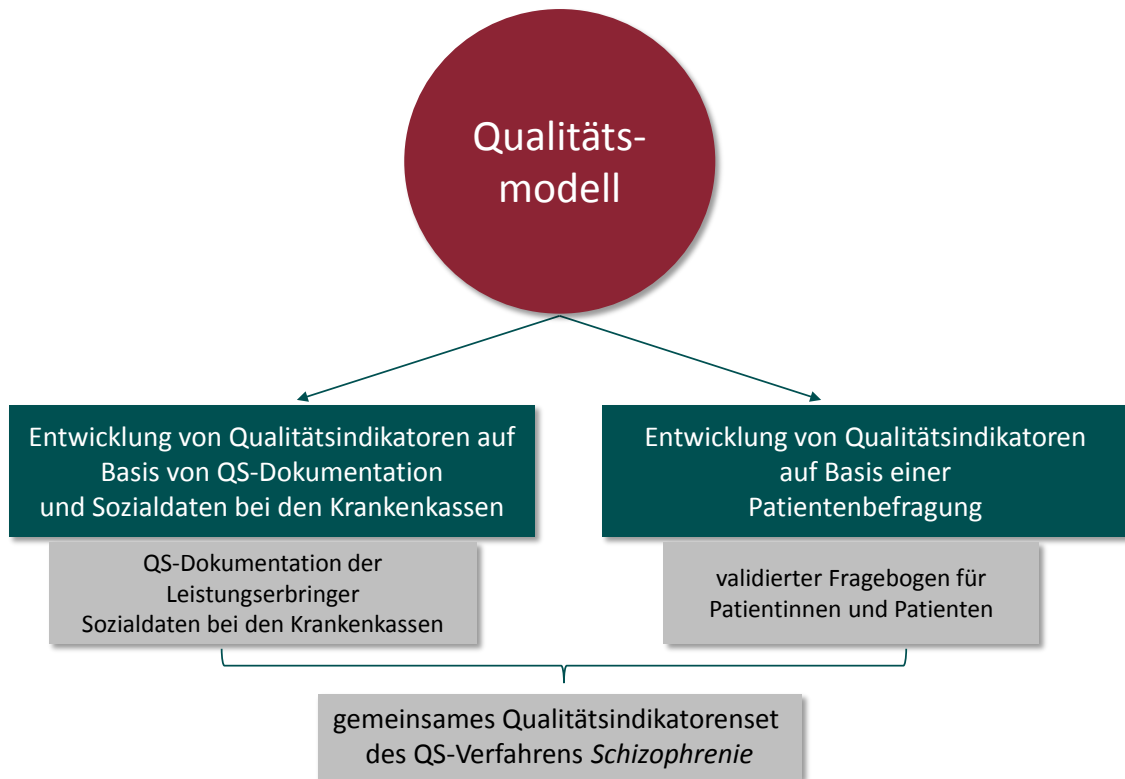 Qualitäts-
modell
Entwicklung von Qualitätsindikatoren auf
Basis von QS-Dokumentation
und Sozialdaten bei den Krankenkassen
QS-Dokumentation der
Leistungserbringer
Sozialdaten bei den Krankenkassen
Entwicklung von Qualitätsindikatoren
auf Basis einer
Patientenbefragung
validierter Fragebogen für
Patientinnen und Patienten
gemeinsames Qualitätsindikatorenset
des QS-Verfahrens Schizophrenie